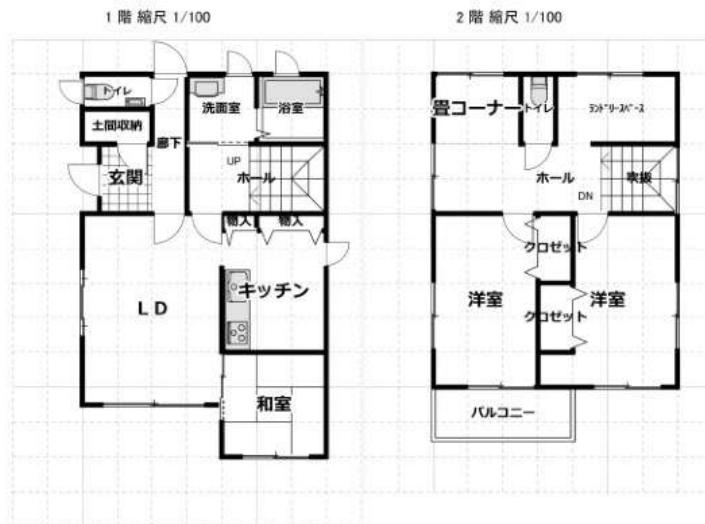 1 階 縮尺 1/100
2 階 縮尺 1/100
トイレ
洗面室
浴室
土間収納
廊下
玄関
UP
ホール
物入
物入
キッチン
LD
和室
畳コーナー
トイレ
ランドリースペース
ホール
吹抜
DN
クロゼット
洋室
洋室
クロゼット
バルコニー